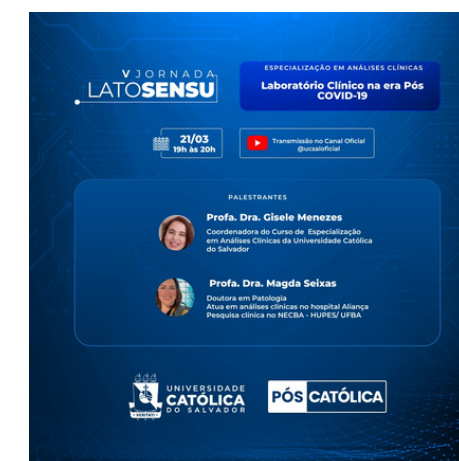 V JORNADA
LATOSENSU
ESPECIALIZAÇÃO EM ANÁLISES CLÍNICAS
Laboratório Clínico na era Pós
COVID-19
21/03
19h às 20h
Transmissão no Canal Oficial
@ucsaloficial
PALESTRANTES
Profa. Dra. Gisele Menezes
Coordenadora do Curso de Especialização
em Análises Clínicas da Universidade Católica
do Salvador
Profa. Dra. Magda Seixas
Doutora em Patologia
Atua em análises clínicas no hospital Aliança
Pesquisa clínica no NECBA - HUPES/ UFBA
UNIVERSIDADE
CATÓLICA
DO SALVADOR
VERITATI
PÓS CATÓLICA